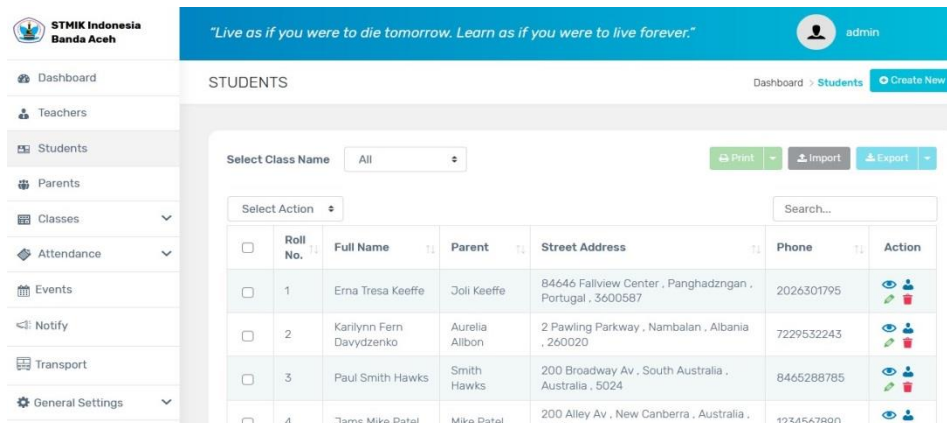 STMIK Indonesia
Banda Aceh
"Live as if you were to die tomorrow. Learn as if you were to live forever."
admin
Dashboard
Teachers
Students
Parents
Classes
Attendance
Events
Notify
Transport
General Settings
STUDENTS
Dashboard > Students
Create New
Select Class Name
All
Print
Import
Export
Select Action
Search...
Roll
No.
Full Name
Parent
Street Address
Phone
Action
1
Erna Tresa Keeffe
Joli Keeffe
84646 Fallview Center , Panghadzngan ,
Portugal , 3600587
2026301795
2
Karilynn Fern
Davydzenko
Aurelia
Allbon
2 Pawling Parkway , Nambalan , Albania
, 260020
7229532243
3
Paul Smith Hawks
Smith
Hawks
200 Broadway Av , South Australia ,
Australia , 5024
8465288785
4
Jams Mike Patel
Mike Patel
200 Alley Av , New Canberra , Australia ,
1234567890